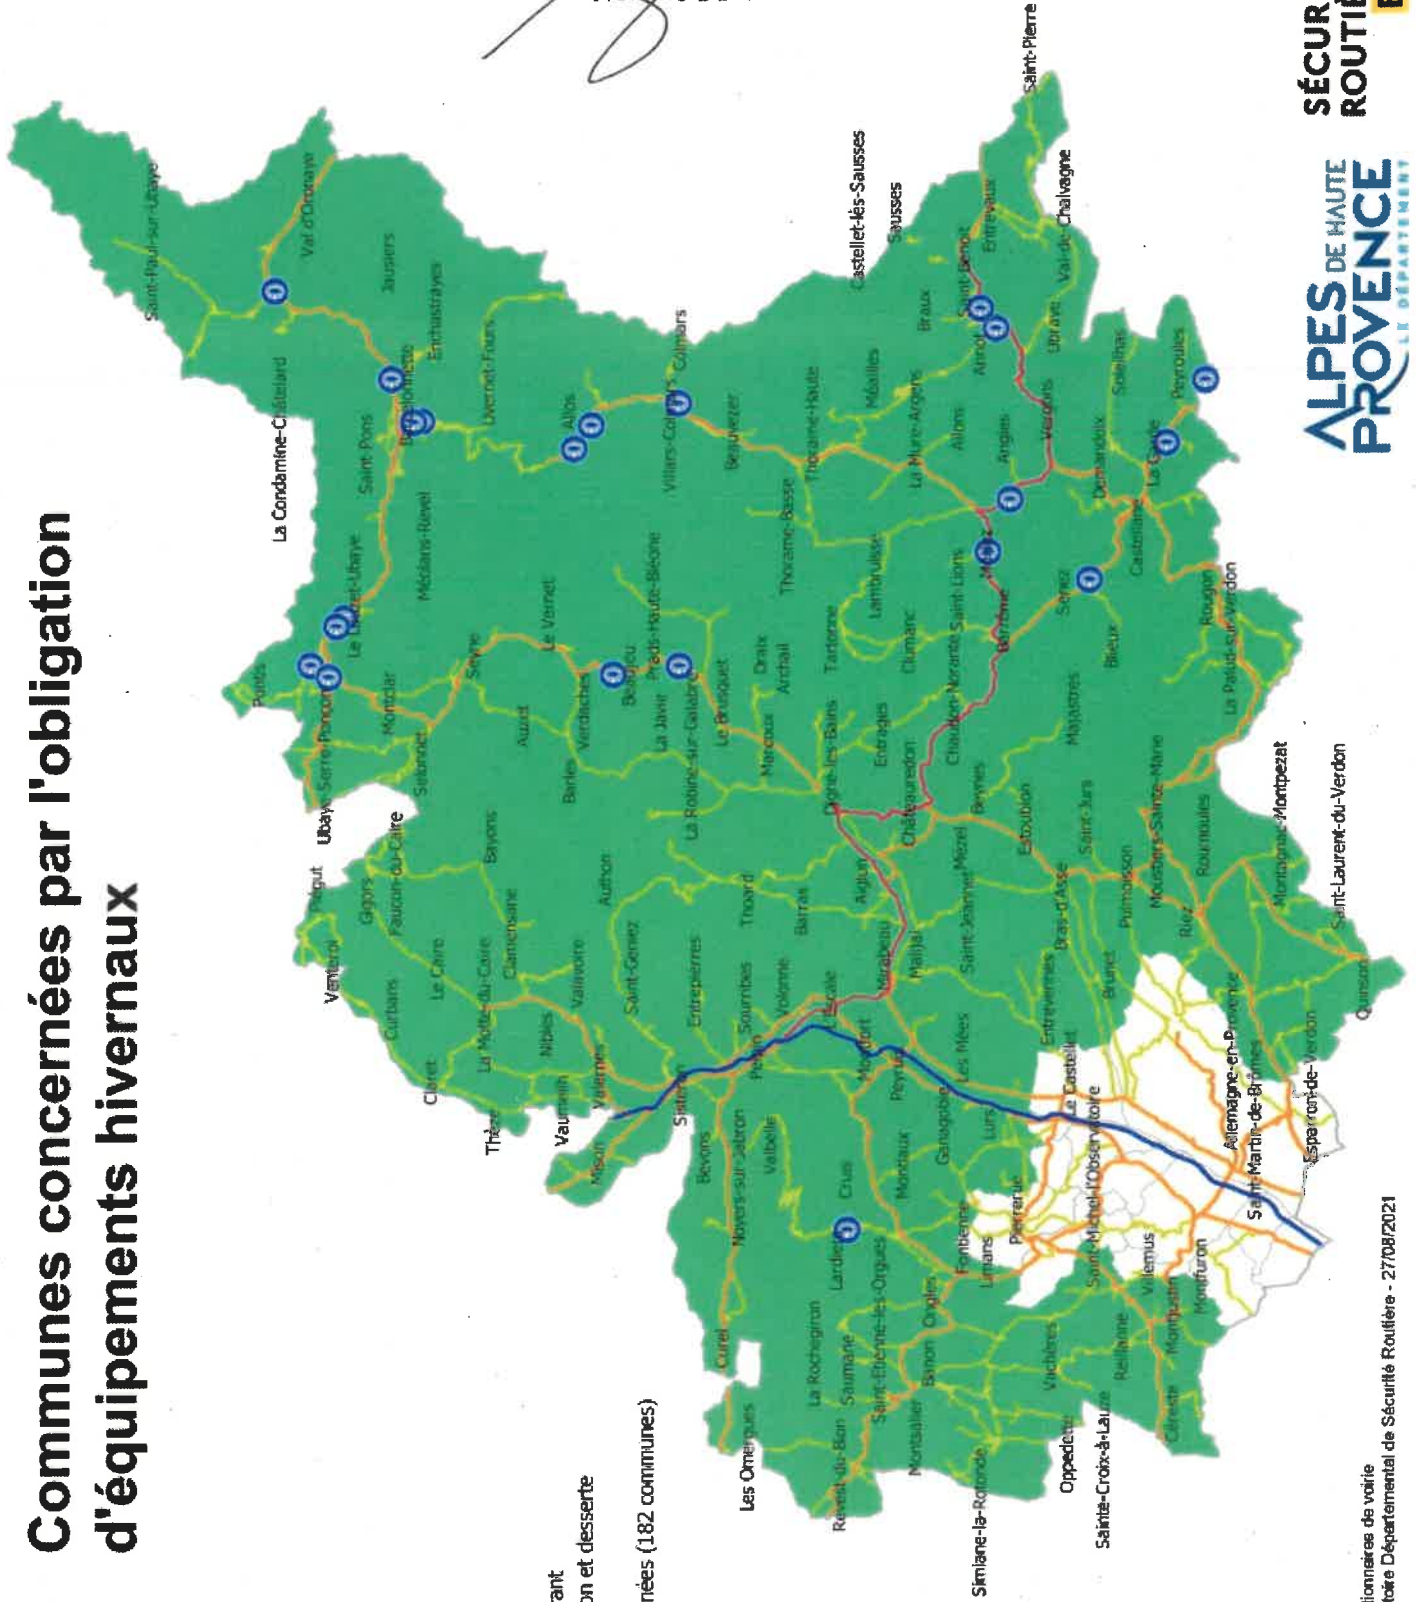 Communes concernées par l'obligation
d'équipements hivernaux
rant
on et desserte
nées (182 communes)
Saint-Paul-sur-Ubaye
Val d'Oronaye
La Condamine-Châtelard
Jausiers
Enchastrayes
Saint-Pons
Uvernet-Fours
Le Lauzet-Ubaye
Méolans-Revel
Pontis
Ubaye-Serre-Ponçon
Montclar
Selonnet
Seyne
Le Vernet
Auzet
Verdaches
Barles
Beaujeu
Prads-Haute-Bléone
La Javie
La Robine-sur-Galabre
Le Brusquet
Draix
Archail
Marcoux
Allos
Villars-Colmars
Colmars
Beauvezer
Thorame-Haute
Thorame-Basse
Castellet-lès-Sausses
Sausses
Méailles
Braux
La Mure-Argens
Allons
Annot
Saint-Benoit
Entrevaux
Saint-Pierre
Val-de-Chalvagne
Ubraye
Angles
Vergons
Soleilhas
Demandolx
Peyroules
La Garde
Castellane
Lambruisse
Tartonne
Clumanc
Saint-Lions
Barrême
Senez
Blieux
Rougon
La Palud-sur-Verdon
Chaudon-Norante
Digne-les-Bains
Entrages
Châteauredon
Beynes
Majastres
Mézel
Estoublon
Saint-Jurs
Moustiers-Sainte-Marie
Puimoisson
Roumoules
Riez
Montagnac-Montpezat
Saint-Laurent-du-Verdon
Quinson
Esparron-de-Verdon
Allemagne-en-Provence
Saint-Martin-de-Brômes
Bras-d'Asse
Brunet
Saint-Jeannet
Entrevennes
Le Castellet
Les Mées
Malijai
Mirabeau
Aiglun
Barras
Thoard
Piégut
Venterol
Gigors
Faucon-du-Caire
Bayons
Curbans
Le Caire
La Motte-du-Caire
Clamensane
Authon
Claret
Valavoire
Saint-Geniez
Entrepierres
Sourribes
Volonne
Nibles
Thèze
Vaumeilh
Valernes
Mison
Sisteron
Peipin
Escale
Montfort
Peyruis
Bevons
Noyers-sur-Jabron
Valbelle
Cruis
Montlaux
Ganagobie
Lurs
Pierrerue
Fontienne
Limans
Lardiers
Saint-Etienne-les-Orgues
Ongles
Saint-Michel-l'Observatoire
Villemus
Montfuron
Curel
Les Omergues
La Rochegiron
Saumane
Banon
Revest-du-Bion
Montsalier
Simiane-la-Rotonde
Vachères
Oppedette
Sainte-Croix-à-Lauze
Reillanne
Montjustin
Céreste
tionnaires de voirie
toire Départemental de Sécurité Routière - 27/08/2021
ALPES DE HAUTE
PROVENCE
LE DÉPARTEMENT
SÉCUR
ROUTIÈ